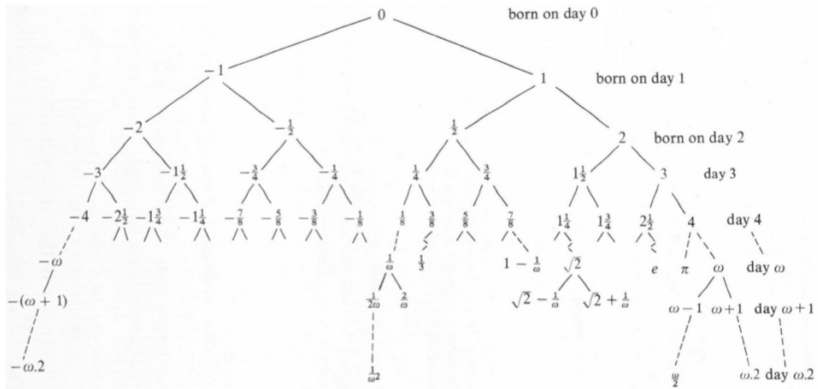 0 born on day 0
−1 1 born on day 1
−2 −½ ½ 2 born on day 2
−3 −1½ −¾ −¼ ¼ ¾ 1½ 3 day 3
−4 −2½ −1¾ −1¼ −⅞ −⅝ −⅜ −⅛ ⅛ ⅜ ⅝ ⅞ 1¼ 1¾ 2½ 4 day 4
−ω 1/ω ⅓ 1 − 1/ω √2 e π ω day ω
−(ω + 1) 1/2ω 2/ω √2 − 1/ω √2 + 1/ω ω−1 ω+1 day ω+1
−ω.2 1/ω2 ω/2 ω.2 day ω.2